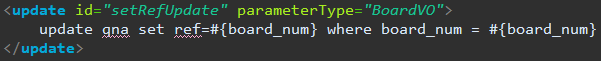 <update id="setRefUpdate" parameterType="BoardVO">
update qna set ref=#{board_num} where board_num = #{board_num}
</update>